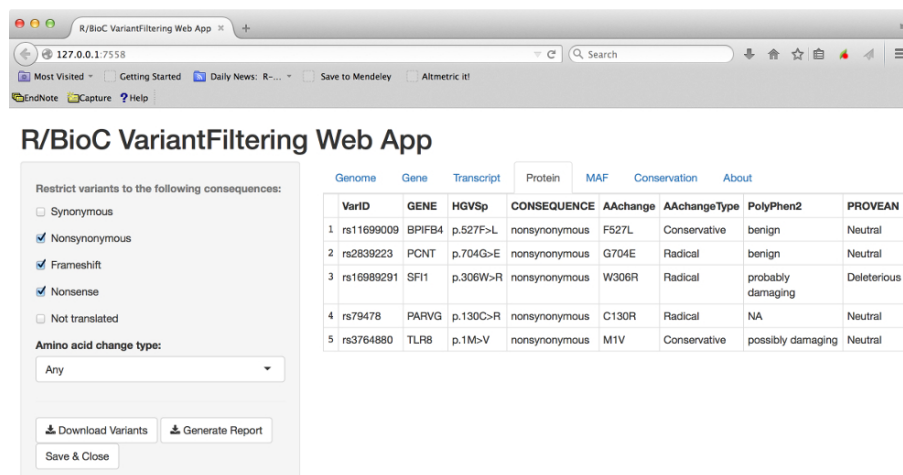 R/BioC VariantFiltering Web App × +
127.0.0.1:7558
Search
Most Visited Getting Started Daily News: R-... Save to Mendeley Altmetric it!
EndNote Capture ? Help
R/BioC VariantFiltering Web App
Restrict variants to the following consequences:
Synonymous
Nonsynonymous
Frameshift
Nonsense
Not translated
Amino acid change type:
Any
Download Variants Generate Report
Save & Close
Genome Gene Transcript Protein MAF Conservation About
VarID GENE HGVSp CONSEQUENCE AAchange AAchangeType PolyPhen2 PROVEAN
1 rs11699009 BPIFB4 p.527F>L nonsynonymous F527L Conservative benign Neutral
2 rs2839223 PCNT p.704G>E nonsynonymous G704E Radical benign Neutral
3 rs16989291 SFI1 p.306W>R nonsynonymous W306R Radical probably Deleterious
damaging
4 rs79478 PARVG p.130C>R nonsynonymous C130R Radical NA Neutral
5 rs3764880 TLR8 p.1M>V nonsynonymous M1V Conservative possibly damaging Neutral